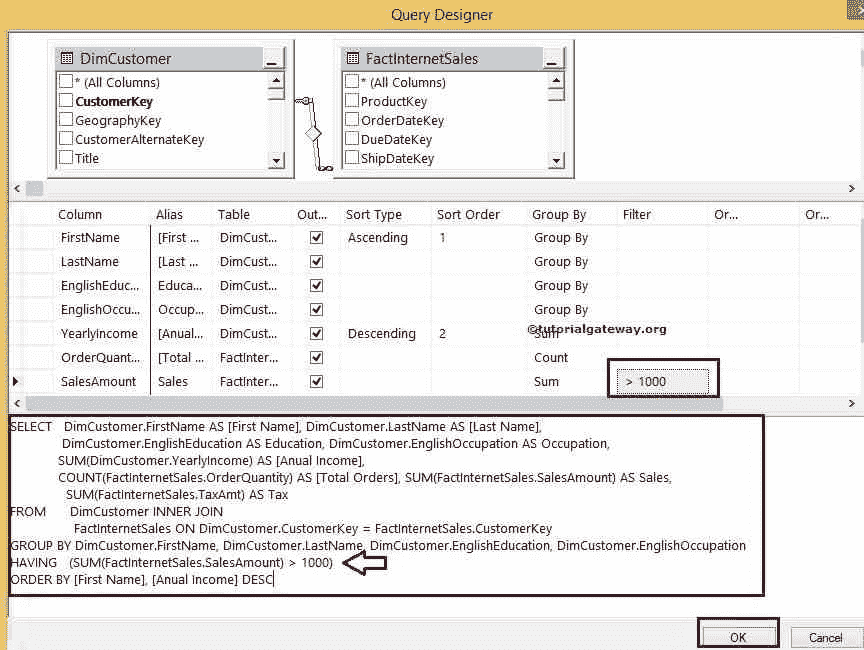 Query Designer
DimCustomer
* (All Columns)
CustomerKey
GeographyKey
CustomerAlternateKey
Title
FactInternetSales
* (All Columns)
ProductKey
OrderDateKey
DueDateKey
ShipDateKey
Column Alias Table Out... Sort Type Sort Order Group By Filter Or... Or...
FirstName [First ... DimCust... Ascending 1 Group By
LastName [Last ... DimCust... Group By
EnglishEduc... Educa... DimCust... Group By
EnglishOccu... Occup... DimCust... Group By
YearlyIncome [Anual... DimCust... Descending 2 Sum
©tutorialgateway.org
OrderQuant... [Total ... FactInter... Count
SalesAmount Sales FactInter... Sum > 1000
SELECT DimCustomer.FirstName AS [First Name], DimCustomer.LastName AS [Last Name],
DimCustomer.EnglishEducation AS Education, DimCustomer.EnglishOccupation AS Occupation,
SUM(DimCustomer.YearlyIncome) AS [Anual Income],
COUNT(FactInternetSales.OrderQuantity) AS [Total Orders], SUM(FactInternetSales.SalesAmount) AS Sales,
SUM(FactInternetSales.TaxAmt) AS Tax
FROM DimCustomer INNER JOIN
FactInternetSales ON DimCustomer.CustomerKey = FactInternetSales.CustomerKey
GROUP BY DimCustomer.FirstName, DimCustomer.LastName, DimCustomer.EnglishEducation, DimCustomer.EnglishOccupation
HAVING (SUM(FactInternetSales.SalesAmount) > 1000)
ORDER BY [First Name], [Anual Income] DESC
OK
Cancel